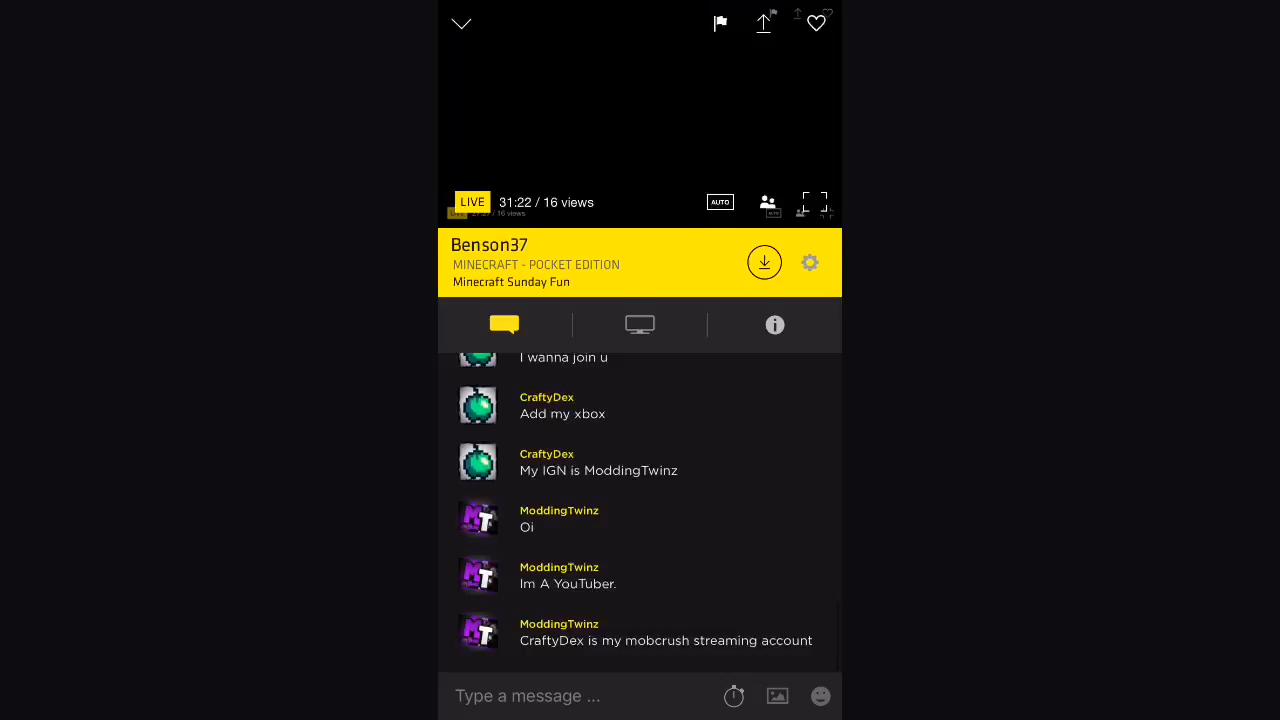 LIVE 31:22 / 16 views AUTO
Benson37
MINECRAFT - POCKET EDITION
Minecraft Sunday Fun
I wanna join u
CraftyDex
Add my xbox
CraftyDex
My IGN is ModdingTwinz
ModdingTwinz
Oi
ModdingTwinz
Im A YouTuber.
ModdingTwinz
CraftyDex is my mobcrush streaming account
Type a message ...